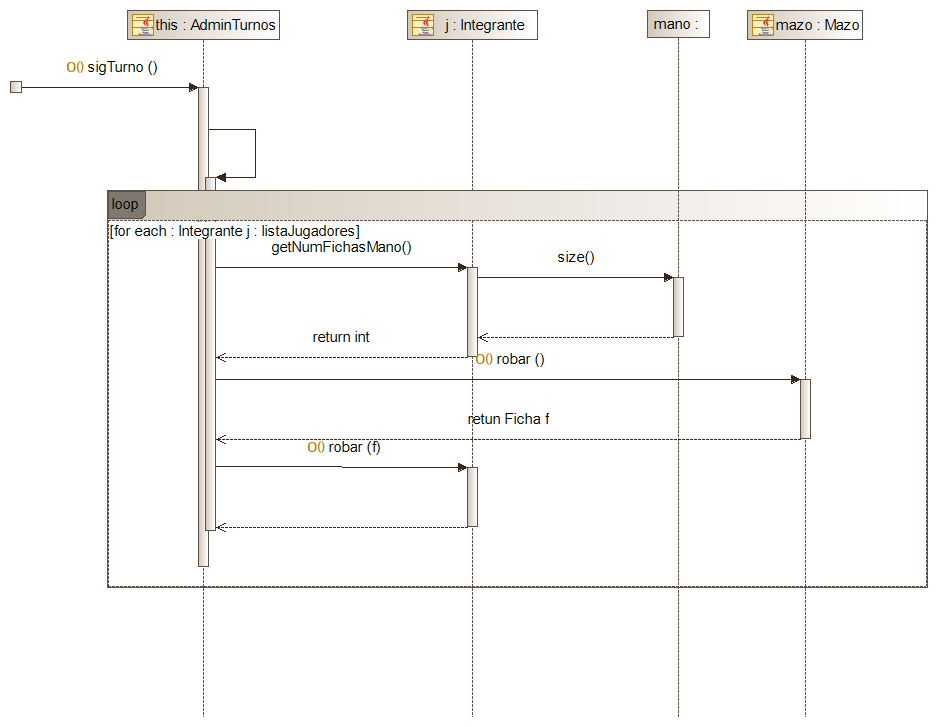 this : AdminTurnos
j : Integrante
mano :
mazo : Mazo
O() sigTurno ()
loop
[for each : Integrante j : listaJugadores]
getNumFichasMano()
size()
return int
O() robar ()
retun Ficha f
O() robar (f)